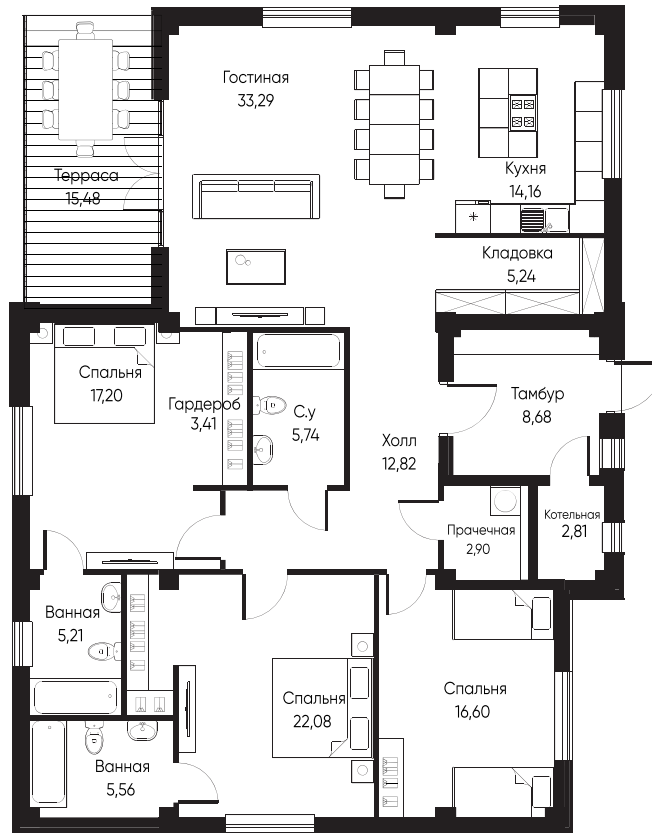 Гостиная
33,29
Терраса
15,48
Кухня
14,16
Кладовка
5,24
Спальня
17,20
Гардероб
3,41
С.у
5,74
Тамбур
8,68
Холл
12,82
Прачечная
2,90
Котельная
2,81
Ванная
5,21
Спальня
22,08
Спальня
16,60
Ванная
5,56